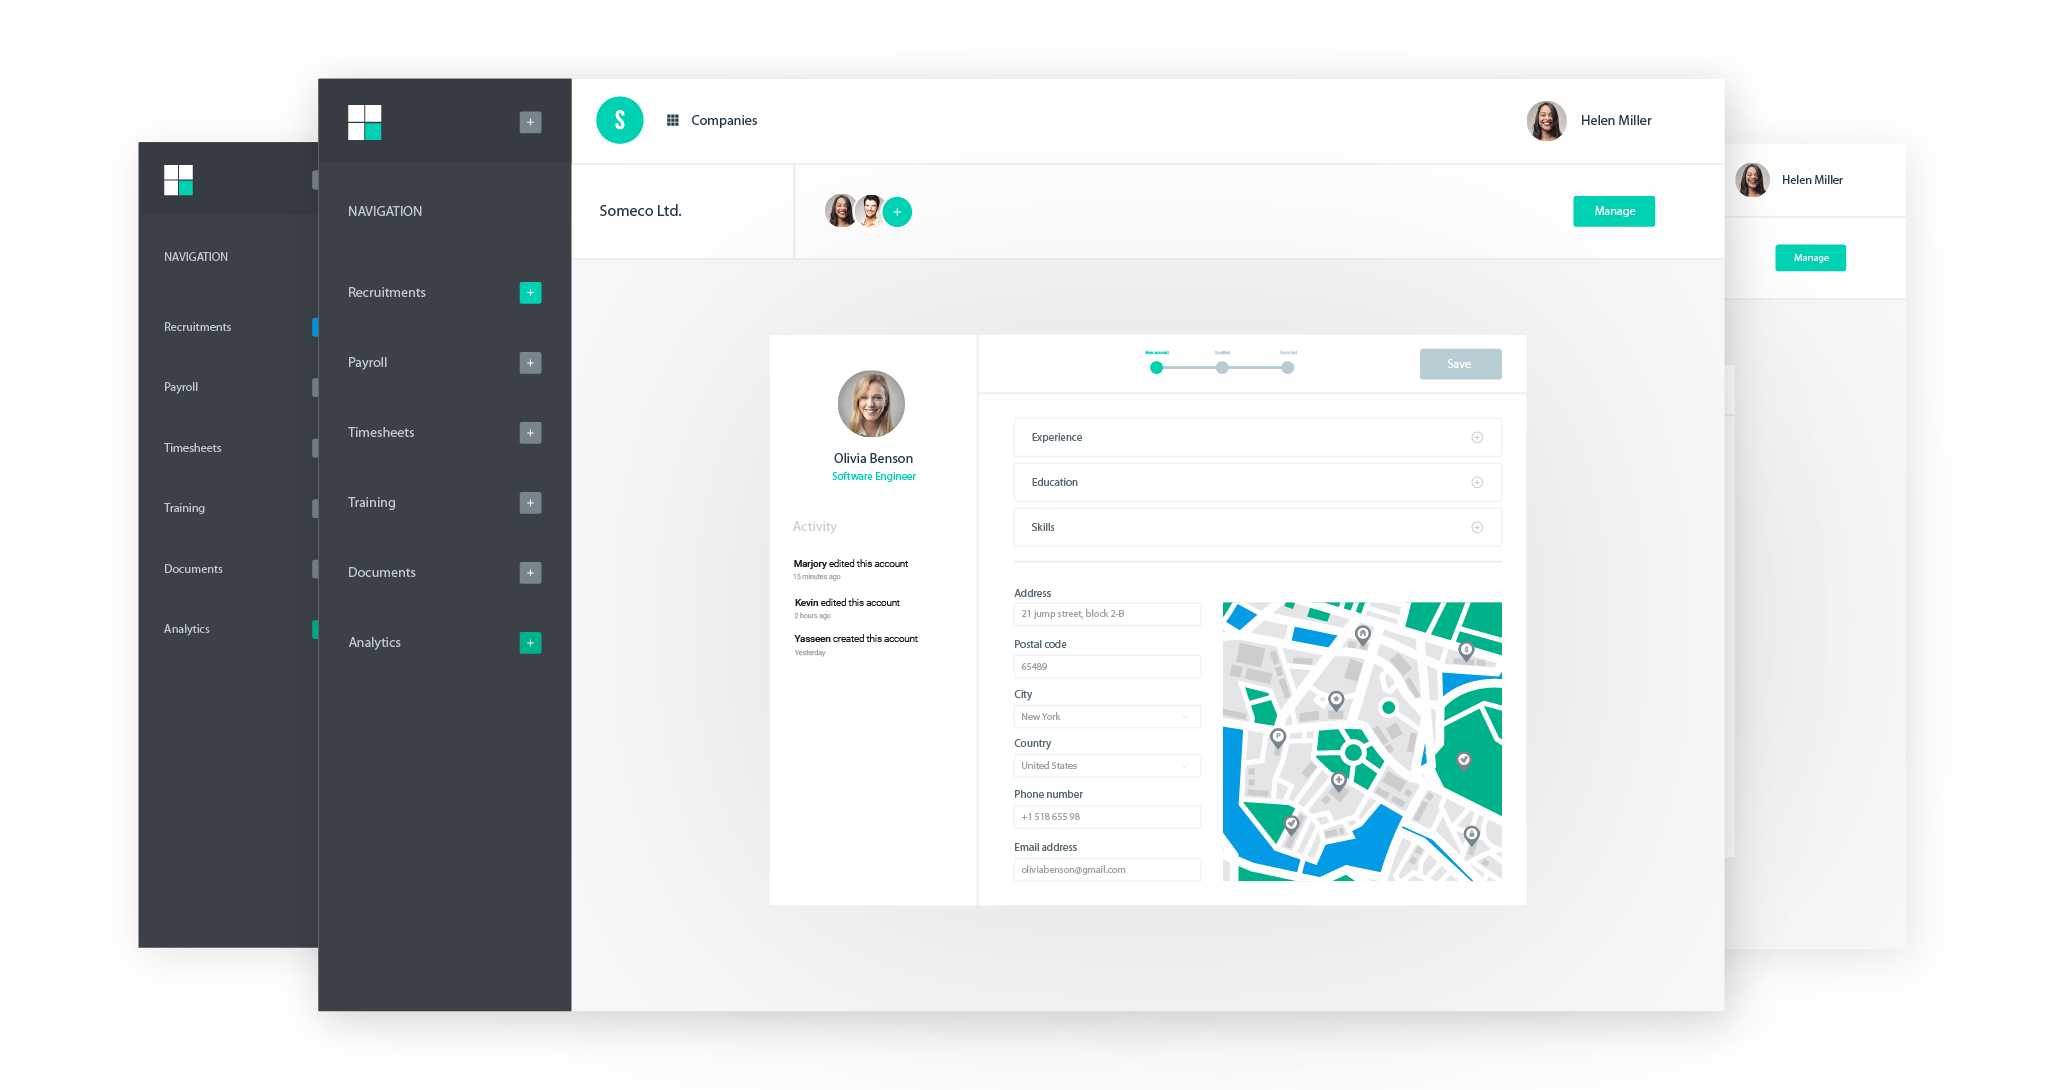 S
Companies
Helen Miller
NAVIGATION
Someco Ltd.
Manage
Recruitments
Payroll
Timesheets
Training
Documents
Analytics
New account
Qualified
Recruited
Save
Olivia Benson
Software Engineer
Activity
Marjory edited this account
15 minutes ago
Kevin edited this account
2 hours ago
Yasseen created this account
Yesterday
Experience
Education
Skills
Address
21 jump street, block 2-B
Postal code
65489
City
New York
Country
United States
Phone number
+1 518 655 98
Email address
oliviabenson@gmail.com
$
P
NAVIGATION
Recruitments
Payroll
Timesheets
Training
Documents
Analytics
Helen Miller
Manage